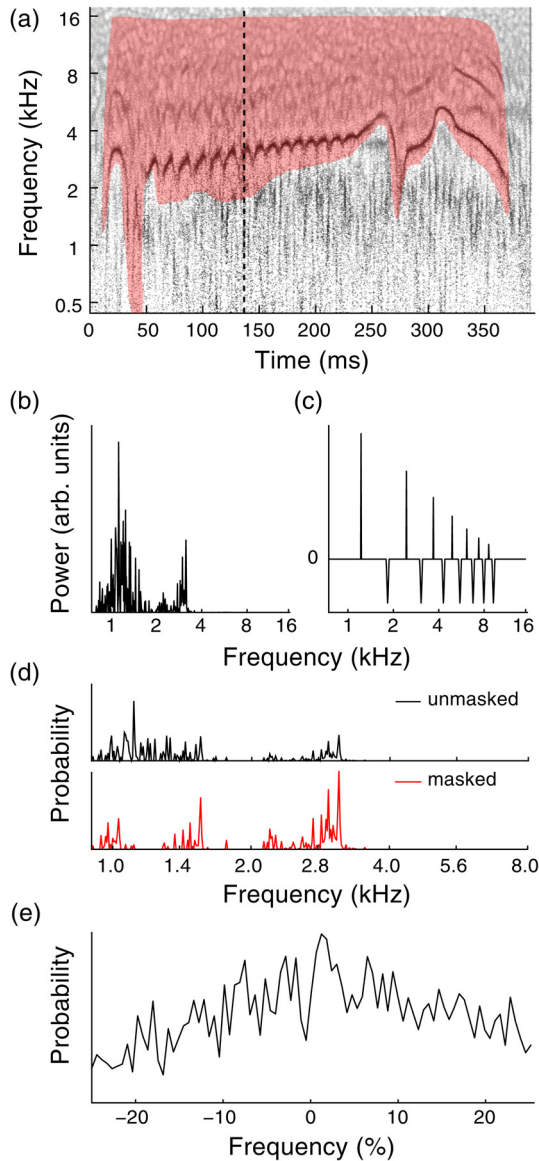 (a)
16
8
4
2
1
0.5
Frequency (kHz)
0 50 100 150 200 250 300 350
Time (ms)
(b)
Power (arb. units)
1 2 4 8 16
(c)
0
1 2 4 8 16
Frequency (kHz)
(d)
Probability
unmasked
masked
1.0 1.4 2.0 2.8 4.0 5.6 8.0
Frequency (kHz)
(e)
Probability
−20 −10 0 10 20
Frequency (%)